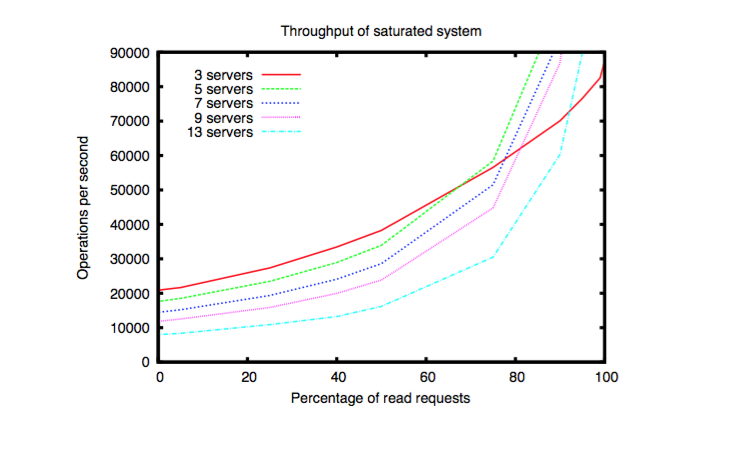 Throughput of saturated system
90000
80000
70000
60000
50000
40000
30000
20000
10000
0
Operations per second
3 servers
5 servers
7 servers
9 servers
13 servers
0 20 40 60 80 100
Percentage of read requests